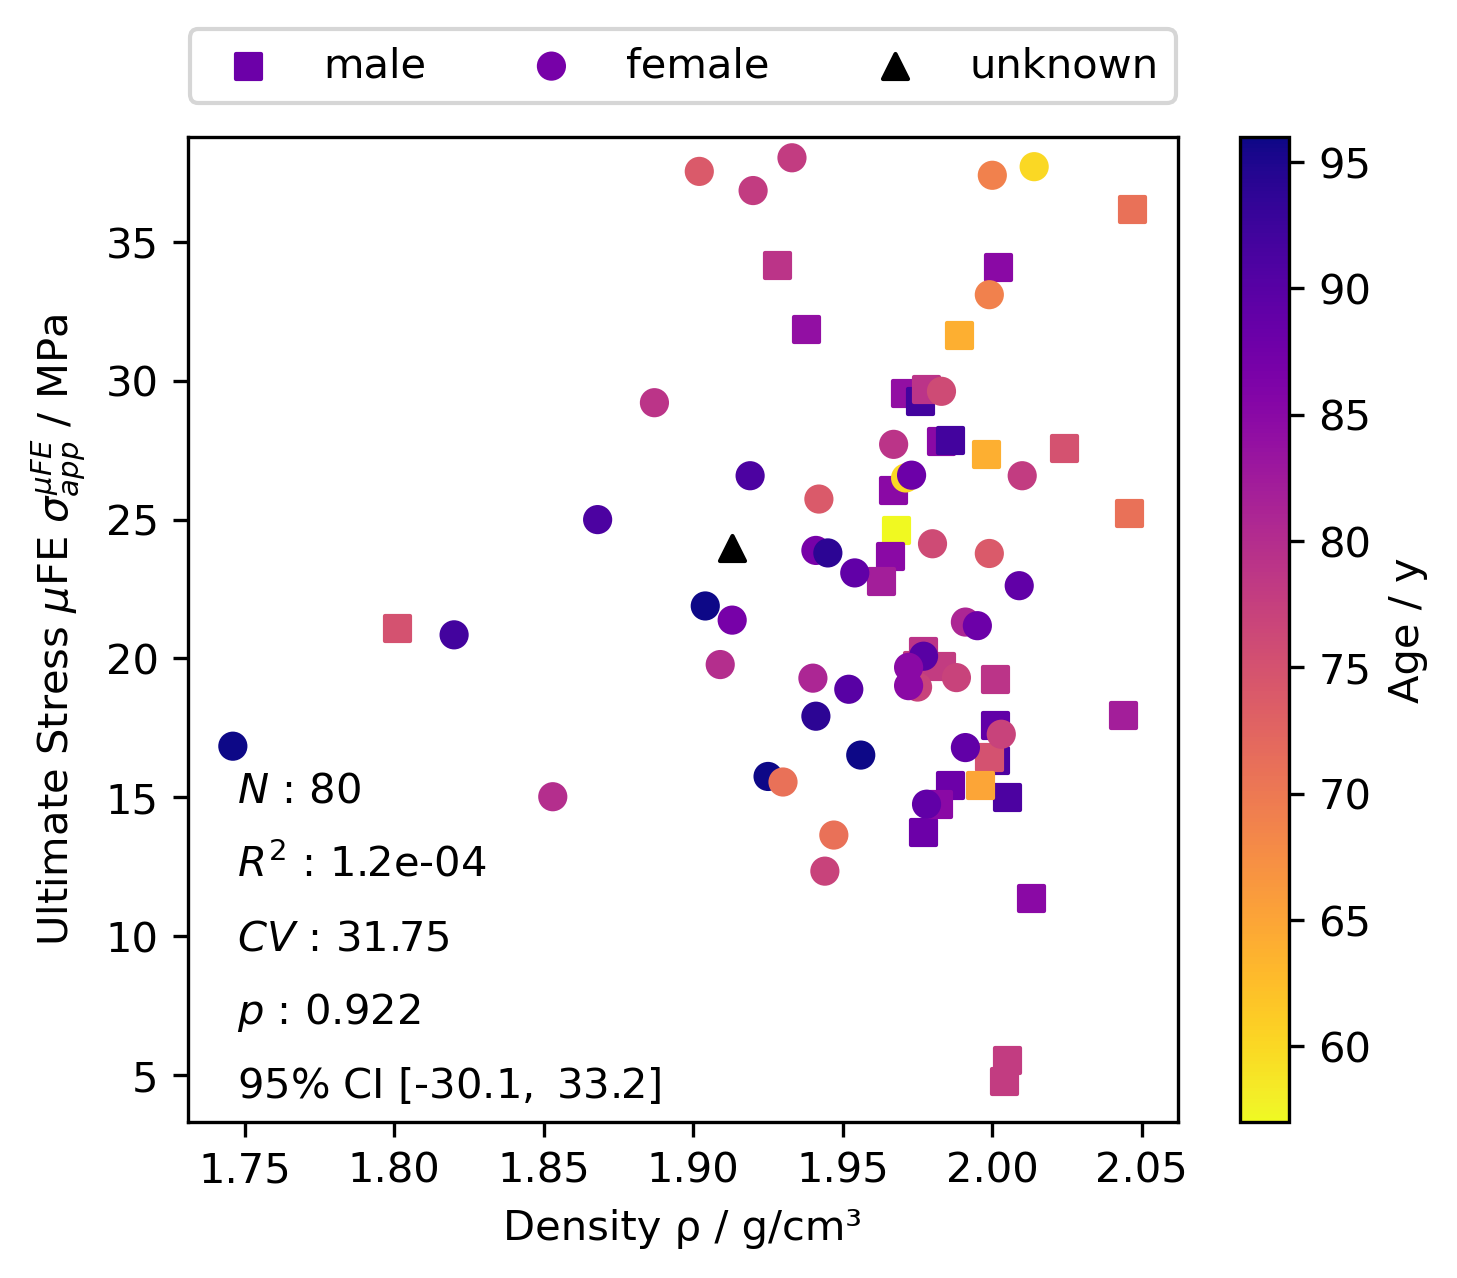 male female unknown
35
30
25
20
15
10
5
Ultimate Stress μFE σ_app^μFE / MPa
N : 80
R² : 1.2e-04
CV : 31.75
p : 0.922
95% CI [-30.1, 33.2]
1.75 1.80 1.85 1.90 1.95 2.00 2.05
Density ρ / g/cm³
95
90
85
80
75
70
65
60
Age / y